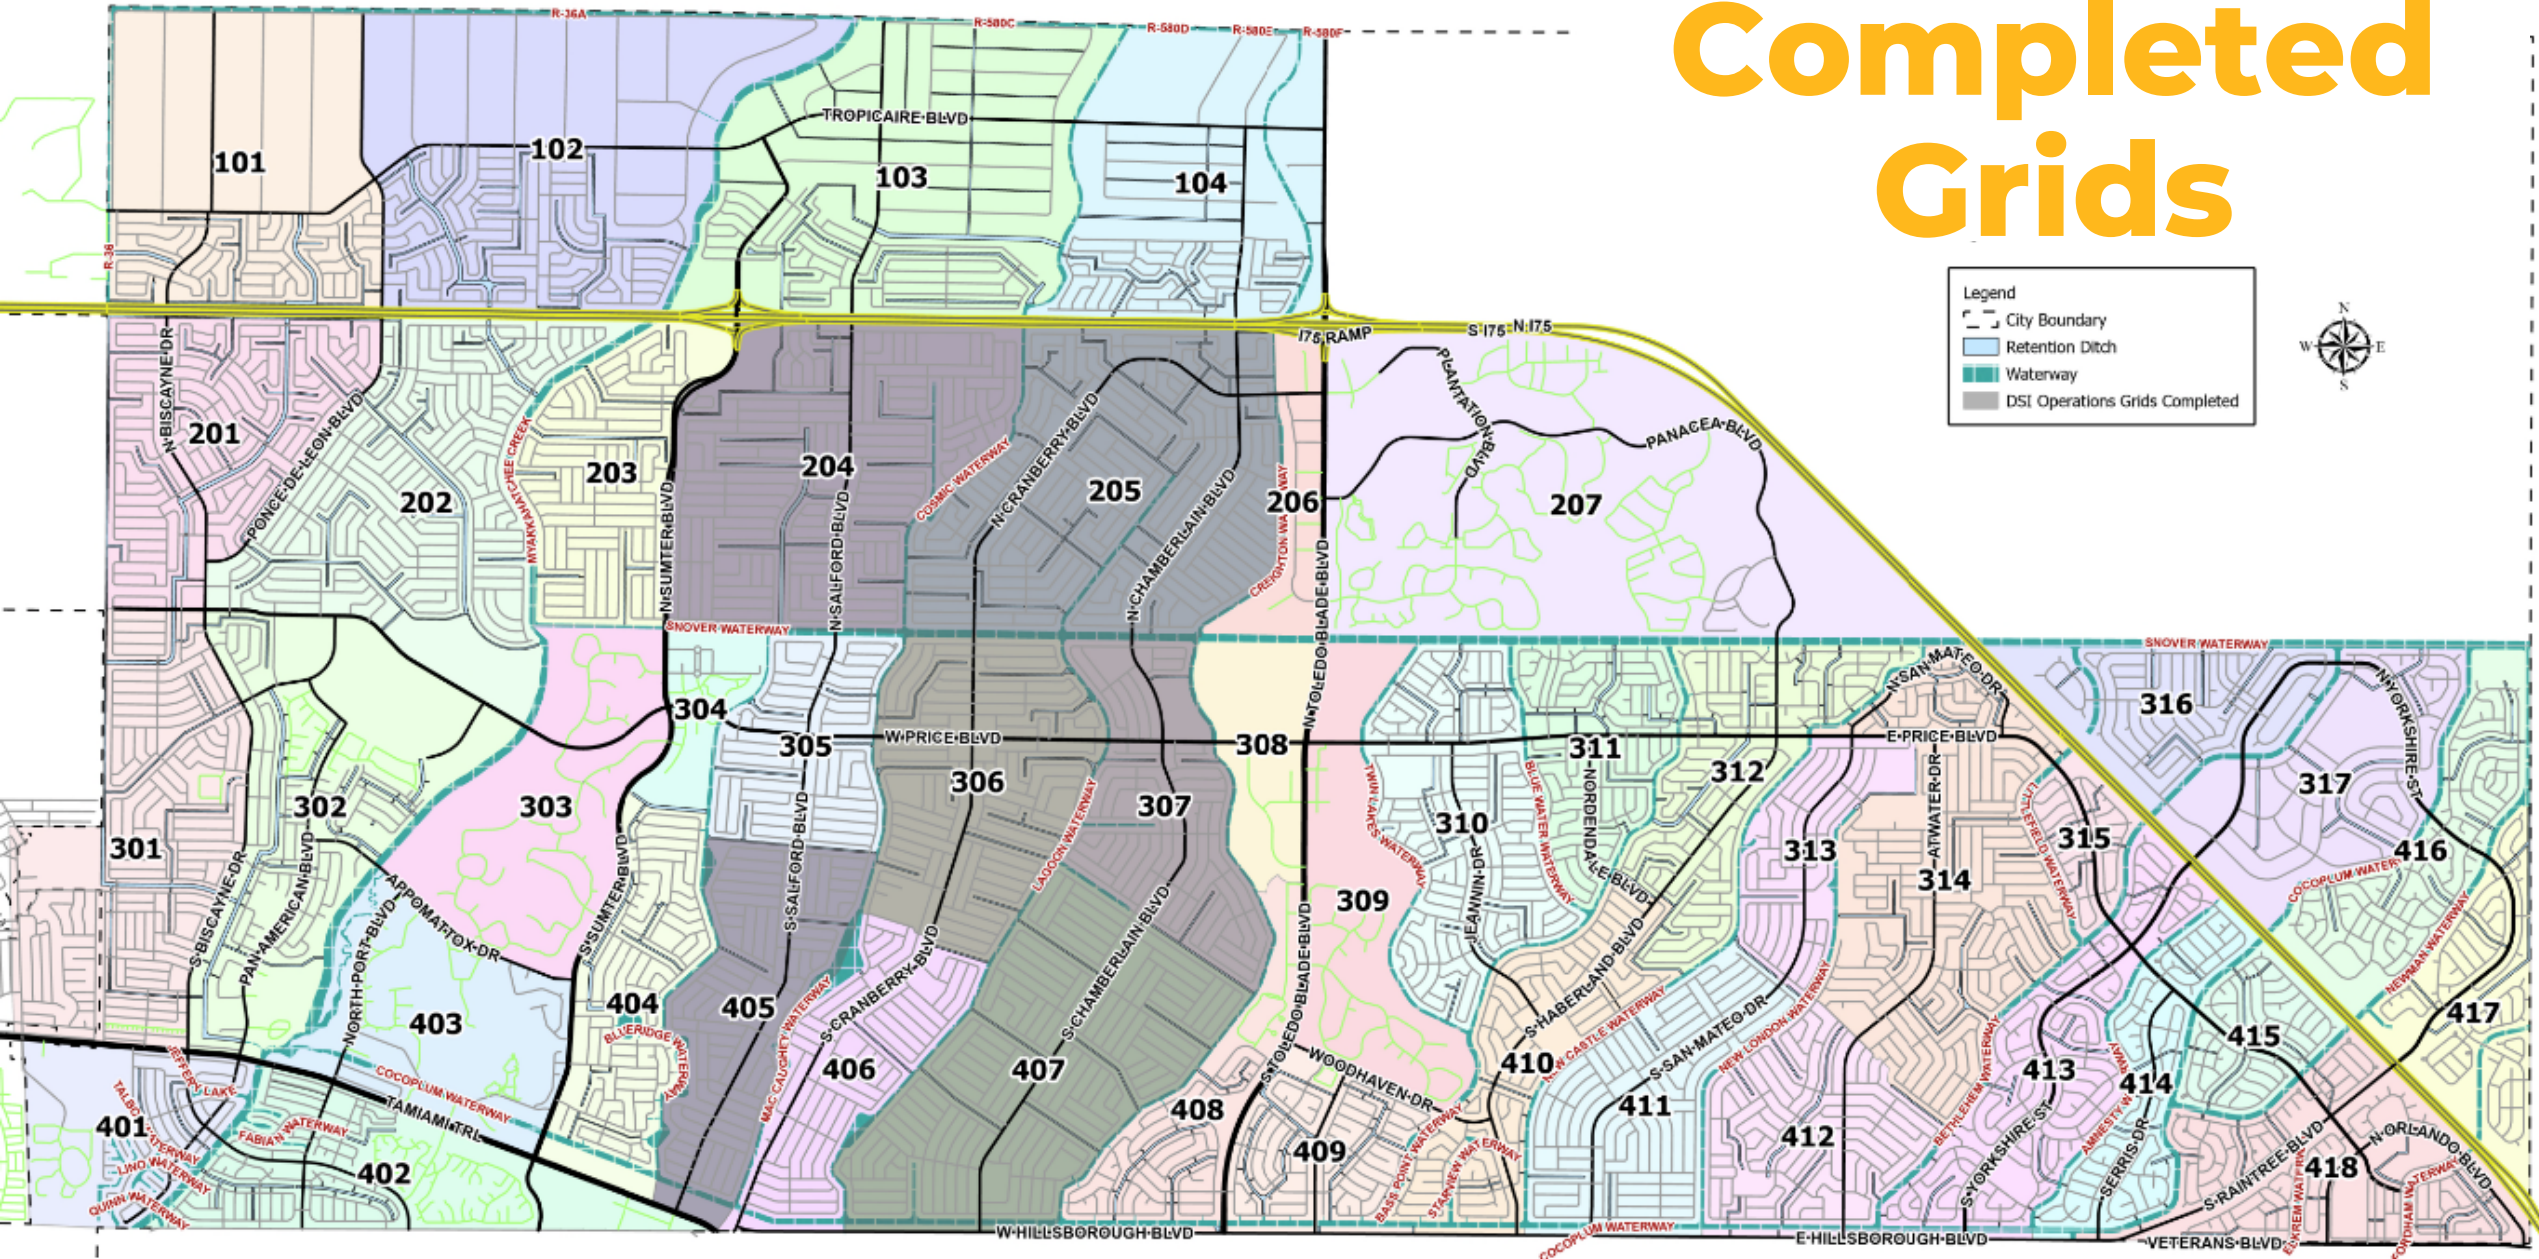 Completed
Grids
R-36A
R-580C
R-580D
R-580E
R-580F
TROPICAIRE BLVD
101
102
103
104
R-36
Legend
City Boundary
Retention Ditch
Waterway
DSI Operations Grids Completed
N
W
E
S
I75 RAMP
S I75
N I75
N BISCAYNE DR
201
PONCE DE LEON BLVD
202
MYAKKAHATCHEE CREEK
203
N SUMTER BLVD
204
N SALFORD BLVD
COSMIC WATERWAY
N CRANBERRY BLVD
205
N CHAMBERLAIN BLVD
CREIGHTON WATERWAY
206
N TOLEDO BLADE BLVD
PLANTATION BLVD
PANACEA BLVD
207
SNOVER WATERWAY
SNOVER WATERWAY
301
S BISCAYNE DR
302
PAN AMERICAN BLVD
303
304
305
W PRICE BLVD
306
LAGOON WATERWAY
307
308
309
TWIN LAKES WATERWAY
310
JEANNIN DR
BLUE WATER WATERWAY
311
NORDENDALE BLVD
312
N SAN MATEO DR
E PRICE BLVD
313
ATWATER DR
314
LITTLEFIELD WATERWAY
315
316
N YORKSHIRE ST
317
COCOPLUM WATER
416
NEWMAN WATERWAY
417
APPOMATTOX DR
NORTH PORT BLVD
403
COCOPLUM WATERWAY
TAMIAMI TRL
S SUMTER BLVD
404
BLUERIDGE WATERWAY
S SALFORD BLVD
405
MAC CAUGHEY WATERWAY
S CRANBERRY BLVD
406
S CHAMBERLAIN BLVD
407
S TOLEDO BLADE BLVD
408
WOODHAVEN DR
409
BASS POINT WATERWAY
STARVIEW WATERWAY
S HABERLAND BLVD
410
NEW CASTLE WATERWAY
S SAN MATEO DR
411
NEW LONDON WATERWAY
412
BETHLEHEM WATERWAY
413
S YORKSHIRE ST
414
SERRIS DR
415
S RAINTREE BLVD
418
N ORLANDO BLVD
JEFFERY LAKE
401
FABIAN WATERWAY
LINO WATERWAY
QUINN WATERWAY
402
W HILLSBOROUGH BLVD
COCOPLUM WATERWAY
E HILLSBOROUGH BLVD
VETERANS BLVD